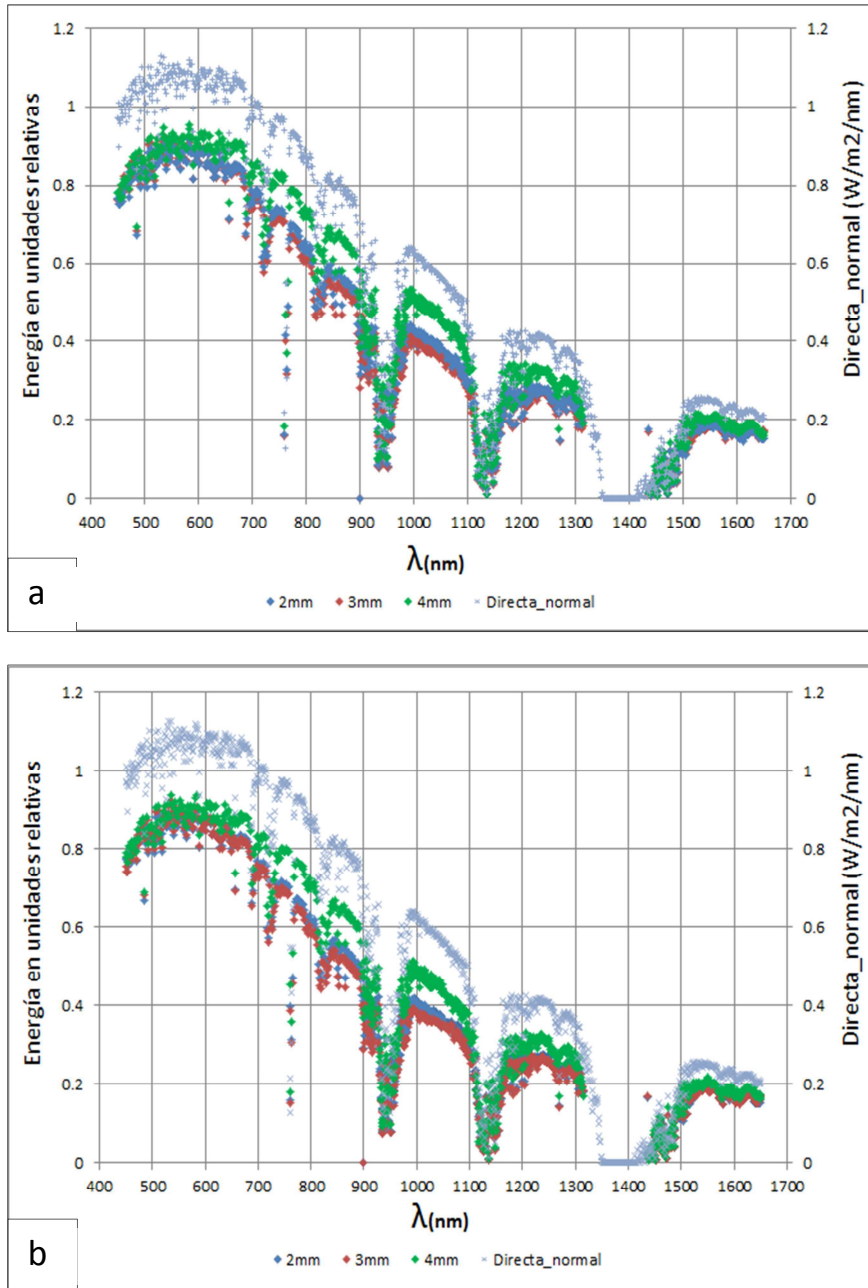 1.2
1
0.8
0.6
0.4
0.2
0
Energía en unidades relativas
1.2
1
0.8
0.6
0.4
0.2
0
Directa_normal (W/m2/nm)
400 500 600 700 800 900 1000 1100 1200 1300 1400 1500 1600 1700
λ(nm)
a
2mm 3mm 4mm Directa_normal
1.2
1
0.8
0.6
0.4
0.2
0
Energía en unidades relativas
1.2
1
0.8
0.6
0.4
0.2
0
Directa_normal (W/m2/nm)
400 500 600 700 800 900 1000 1100 1200 1300 1400 1500 1600 1700
λ(nm)
b
2mm 3mm 4mm Directa_normal